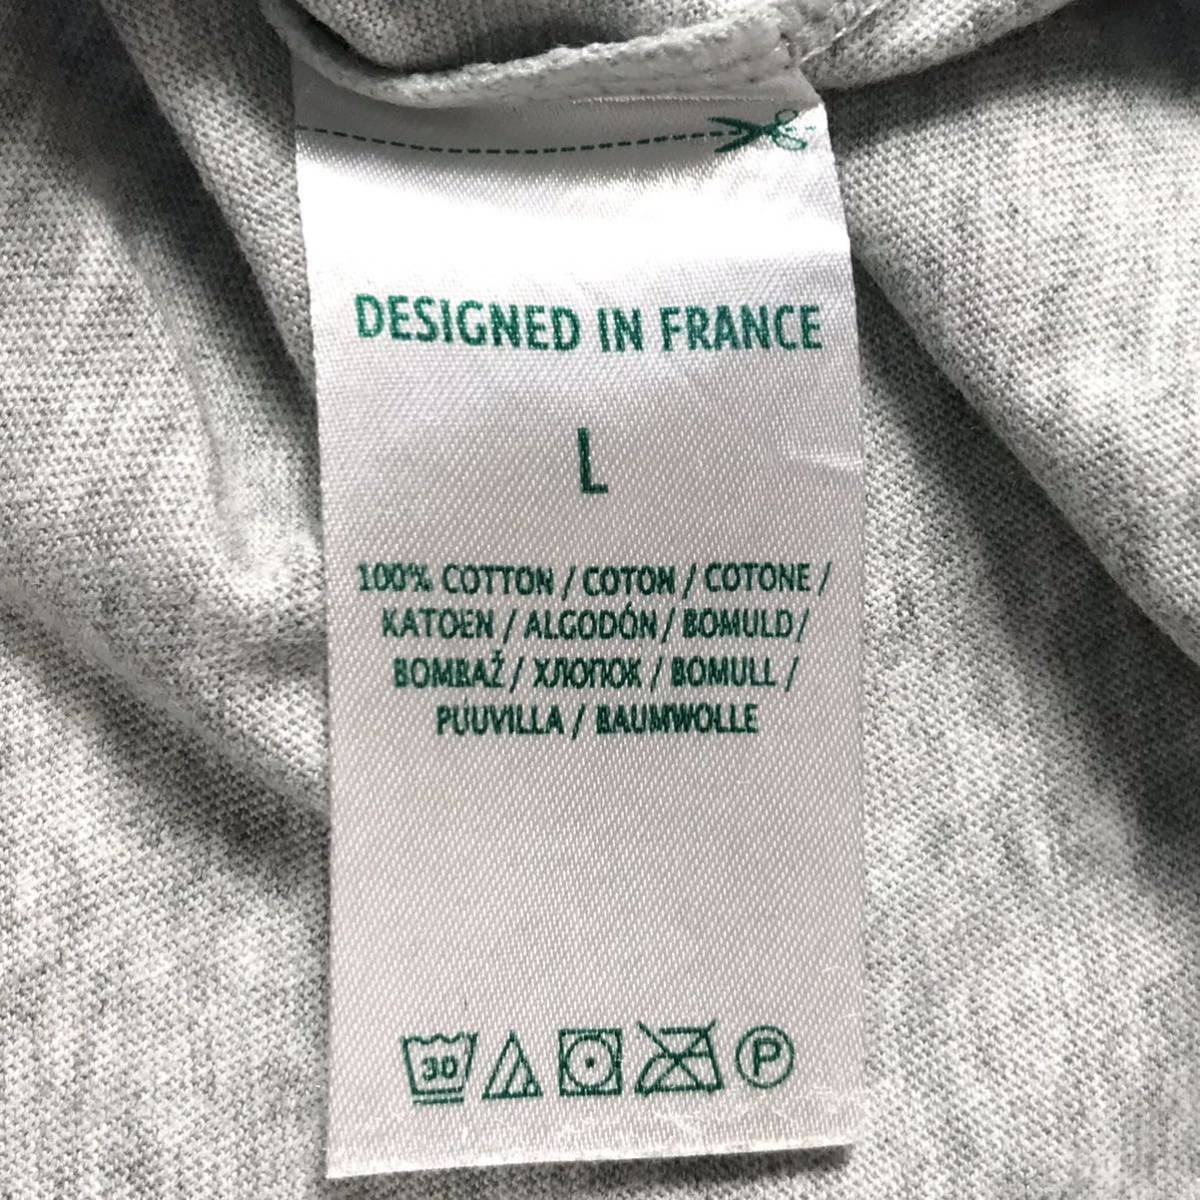 DESIGNED IN FRANCE
L
100% COTTON / COTON / COTONE /
KATOEN / ALGODÓN / BOMULD /
BOMBAŽ / ХЛОПОК / BOMULL /
PUUVILLA / BAUMWOLLE
30 P